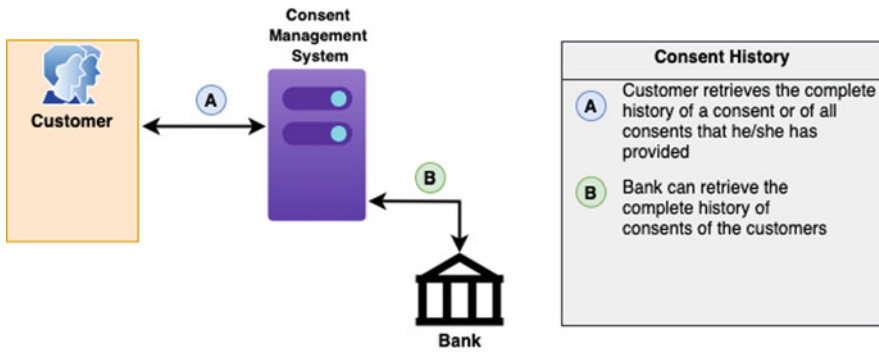 Consent
Management
System
Customer
A
B
Bank
Consent History
A
Customer retrieves the complete
history of a consent or of all
consents that he/she has
provided
B
Bank can retrieve the
complete history of
consents of the customers